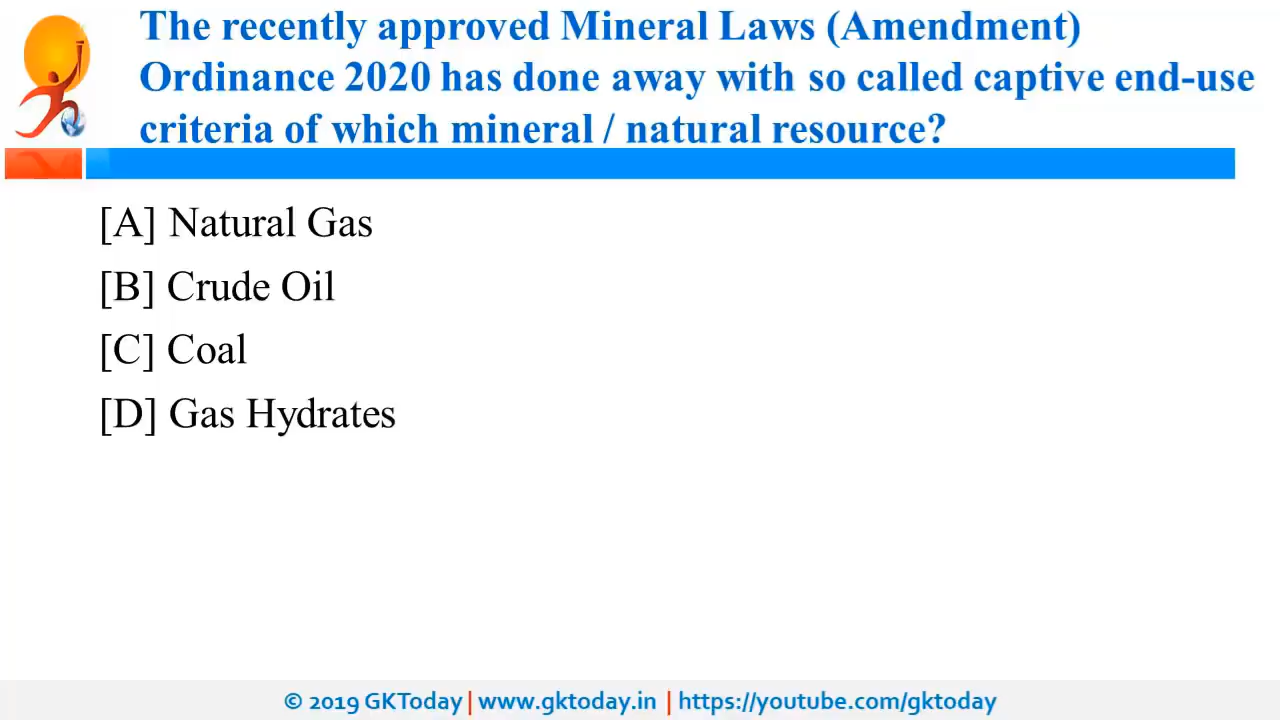 The recently approved Mineral Laws (Amendment)
Ordinance 2020 has done away with so called captive end-use
criteria of which mineral / natural resource?
[A] Natural Gas
[B] Crude Oil
[C] Coal
[D] Gas Hydrates
© 2019 GKToday | www.gktoday.in | https://youtube.com/gktoday